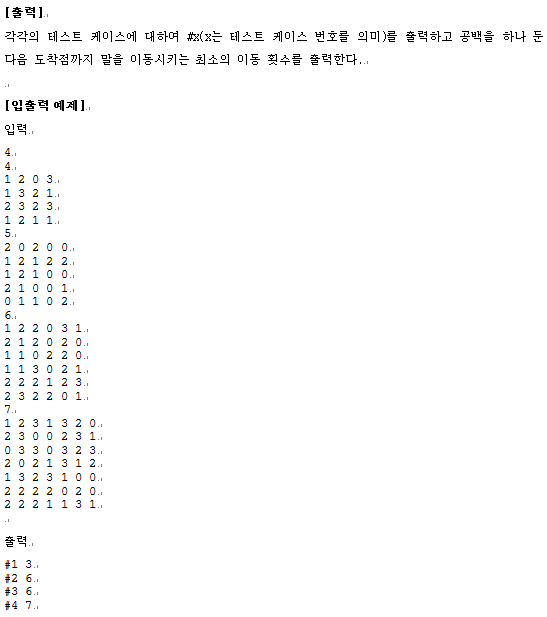 [출력]
각각의 테스트 케이스에 대하여 #x(x는 테스트 케이스 번호를 의미)를 출력하고 공백을 하나 둔
다음 도착점까지 말을 이동시키는 최소의 이동 횟수를 출력한다.
[입출력 예제]
입력
4
4
1 2 0 3
1 3 2 1
2 3 2 3
1 2 1 1
5
2 0 2 0 0
1 2 1 2 2
1 2 1 0 0
2 1 0 0 1
0 1 1 0 2
6
1 2 2 0 3 1
2 1 2 0 2 0
1 1 0 2 2 0
1 1 3 0 2 1
2 2 2 1 2 3
2 3 2 2 0 1
7
1 2 3 1 3 2 0
2 3 0 0 2 3 1
0 3 3 0 3 2 3
2 0 2 1 3 1 2
1 3 2 3 1 0 0
2 2 2 2 0 2 0
2 2 2 1 1 3 1
출력
#1 3
#2 6
#3 6
#4 7